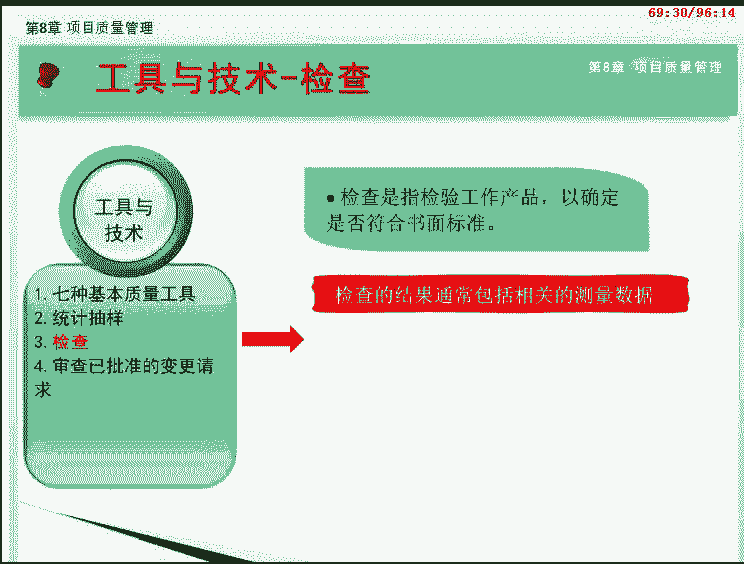 69:30/96:14
第8章 项目质量管理
工具与技术-检查
第8章 项目质量管理
工具与
技术
1. 七种基本质量工具
2. 统计抽样
3. 检查
4. 审查已批准的变更请
求
● 检查是指检验工作产品，以确定
是否符合书面标准。
检查的结果通常包括相关的测量数据